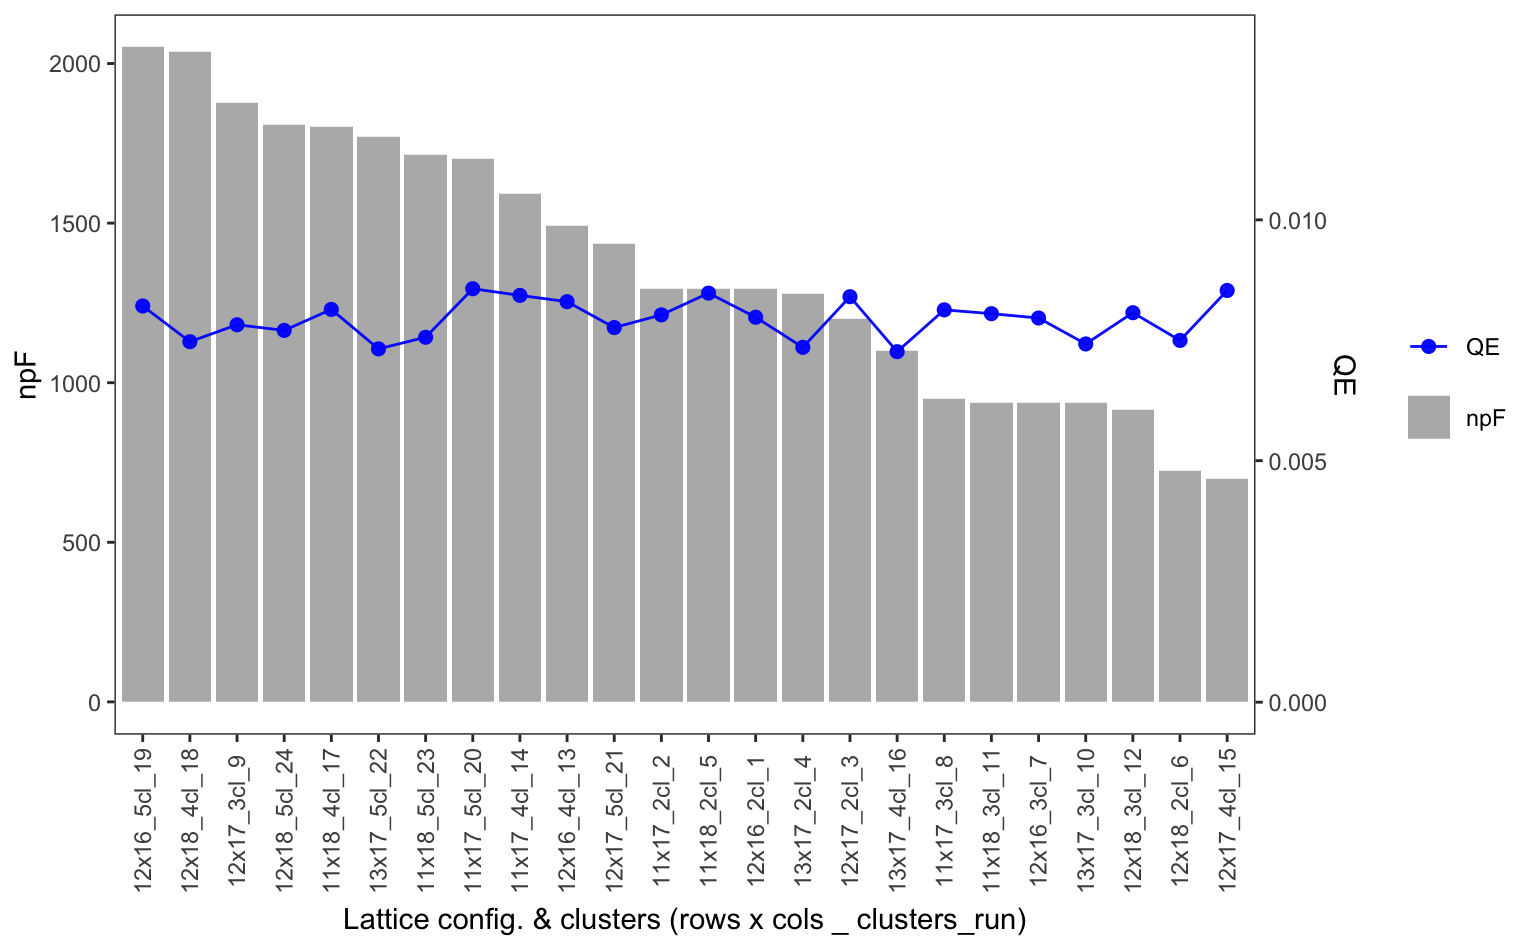 2000
1500
1000
500
0
npF
0.010
0.005
0.000
QE
QE
npF
12x16_5cl_19
12x18_4cl_18
12x17_3cl_9
12x18_5cl_24
11x18_4cl_17
13x17_5cl_22
11x18_5cl_23
11x17_5cl_20
11x17_4cl_14
12x16_4cl_13
12x17_5cl_21
11x17_2cl_2
11x18_2cl_5
12x16_2cl_1
13x17_2cl_4
12x17_2cl_3
13x17_4cl_16
11x17_3cl_8
11x18_3cl_11
12x16_3cl_7
13x17_3cl_10
12x18_3cl_12
12x18_2cl_6
12x17_4cl_15
Lattice config. & clusters (rows x cols _ clusters_run)